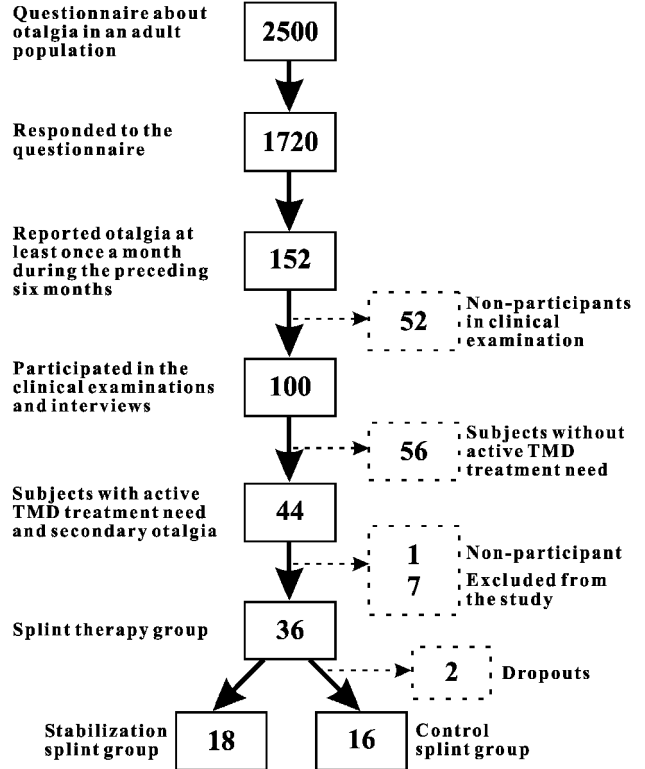 Questionnaire about
otalgia in an adult
population
2500
Responded to the
questionnaire
1720
Reported otalgia at
least once a month
during the preceding
six months
152
52
Non-participants
in clinical
examination
Participated in the
clinical examinations
and interviews
100
56
Subjects without
active TMD
treatment need
Subjects with active
TMD treatment need
and secondary otalgia
44
1
Non-participant
7
Excluded from
the study
Splint therapy group
36
2
Dropouts
Stabilization
splint group
18
16
Control
splint group